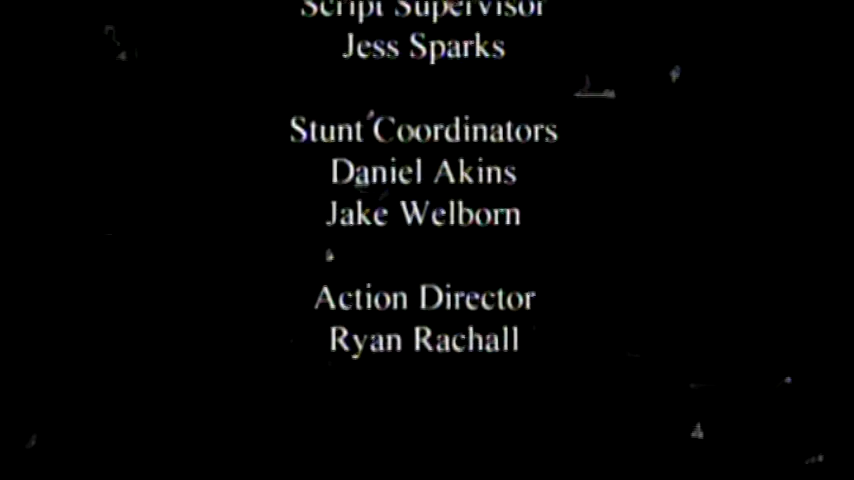 Script Supervisor
Jess Sparks
Stunt Coordinators
Daniel Akins
Jake Welborn
Action Director
Ryan Rachall